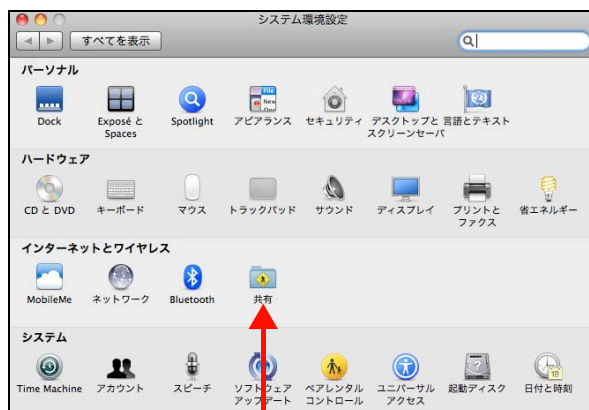 システム環境設定
すべてを表示
パーソナル
Dock
Exposé と
Spaces
Spotlight
アピアランス
セキュリティ
デスクトップと
スクリーンセーバ
言語とテキスト
ハードウェア
CD と DVD
キーボード
マウス
トラックパッド
サウンド
ディスプレイ
プリントと
ファクス
省エネルギー
インターネットとワイヤレス
MobileMe
ネットワーク
Bluetooth
共有
システム
Time Machine
アカウント
スピーチ
ソフトウェア
アップデート
ペアレンタル
コントロール
ユニバーサル
アクセス
起動ディスク
日付と時刻